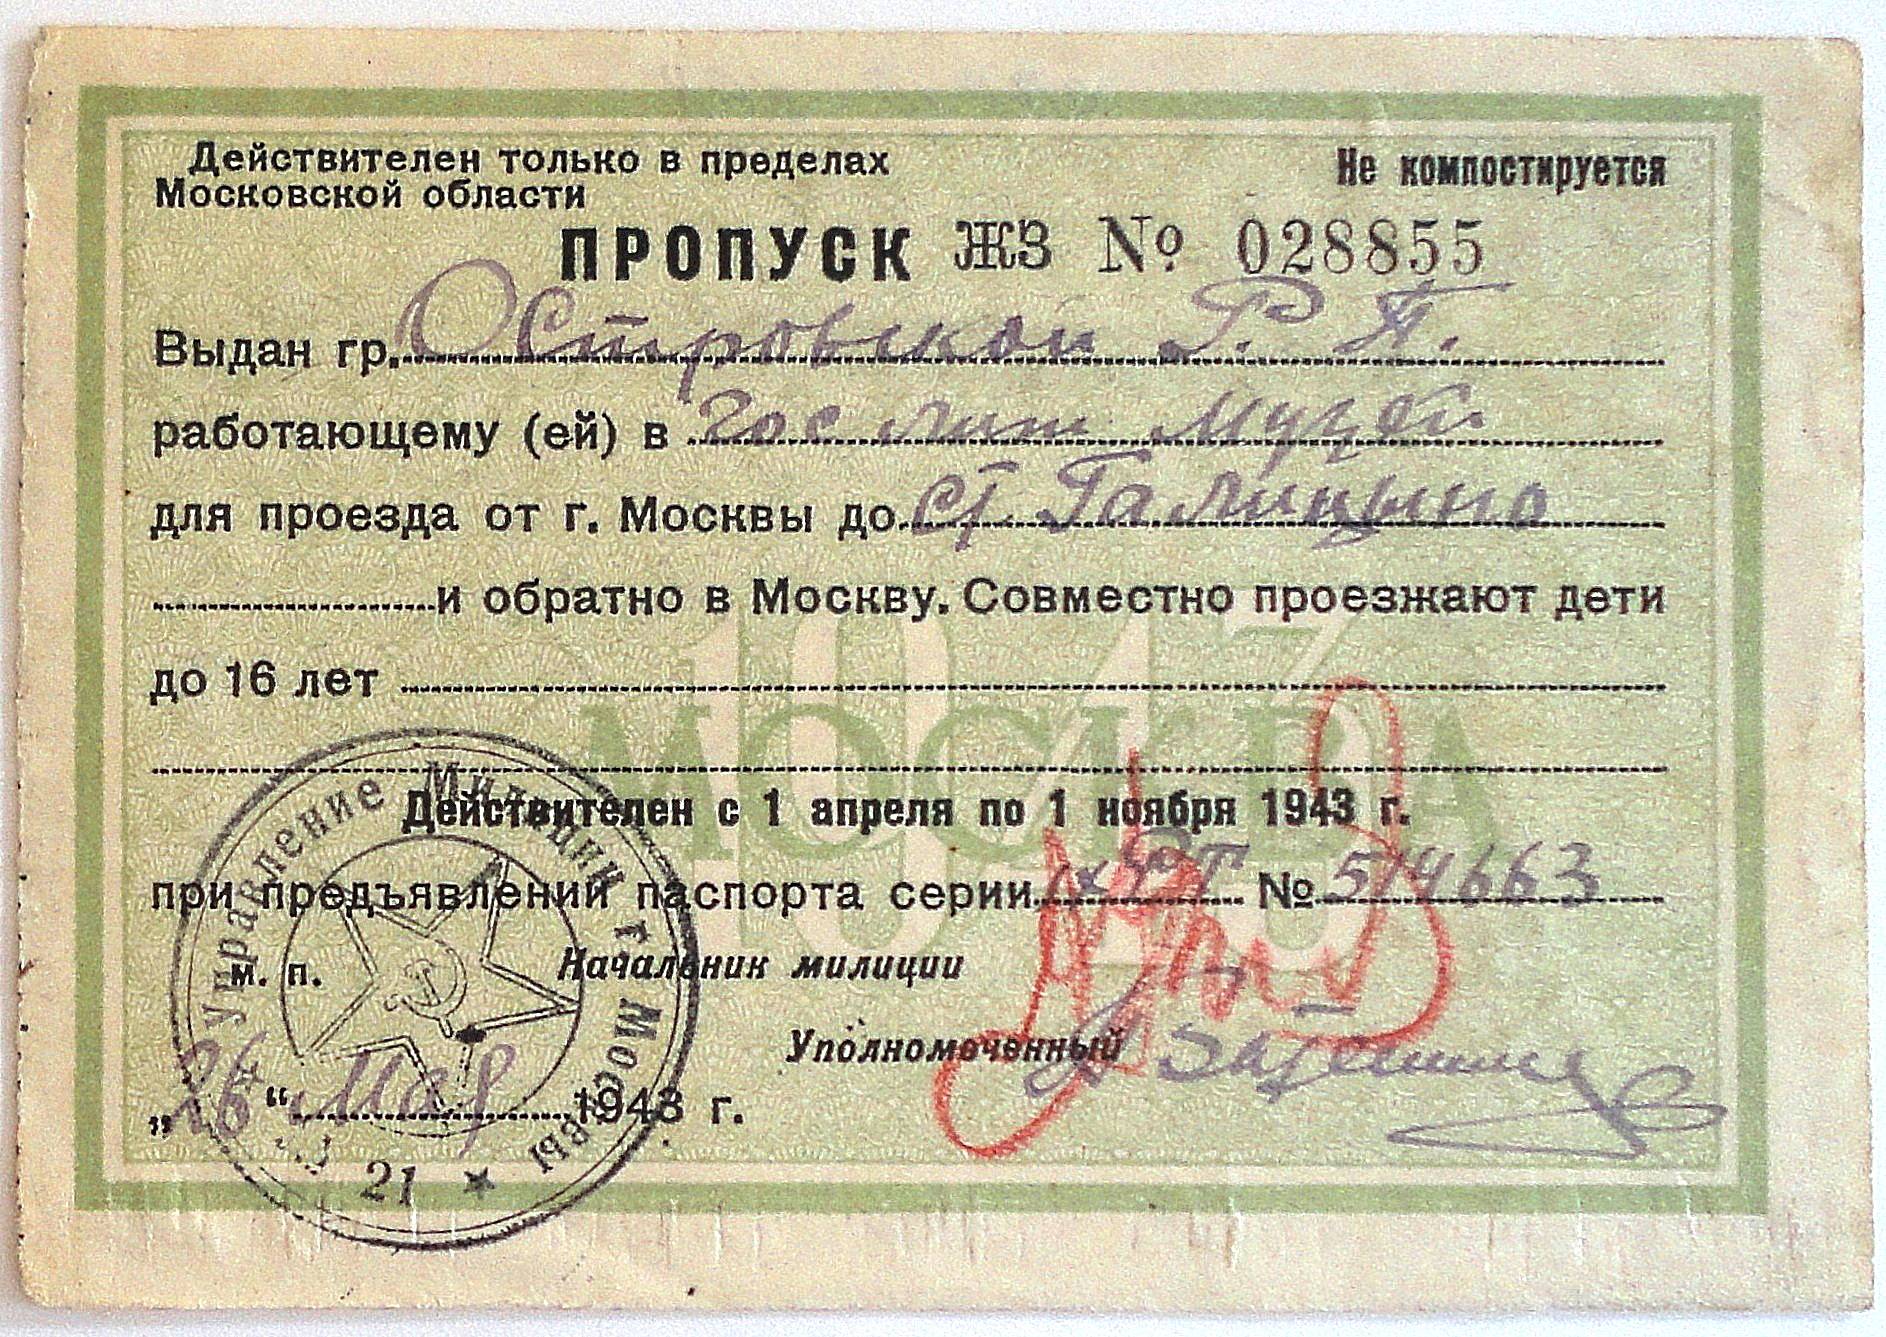 Действителен только в пределах
Московской области
Не компостируется
ПРОПУСК ЖЗ № 028855
Выдан гр. Островской Р. П.
работающему (ей) в Гос лит музей
для проезда от г. Москвы до ст Галицыно
и обратно в Москву. Совместно проезжают дети
до 16 лет
1943
МОСКВА
Действителен с 1 апреля по 1 ноября 1943 г.
при предъявлении паспорта серии № 514663
Начальник милиции
м. п.
Уполномоченный
„26“ Мая 1943 г.
Управление Милиции г. Москвы ★ 21